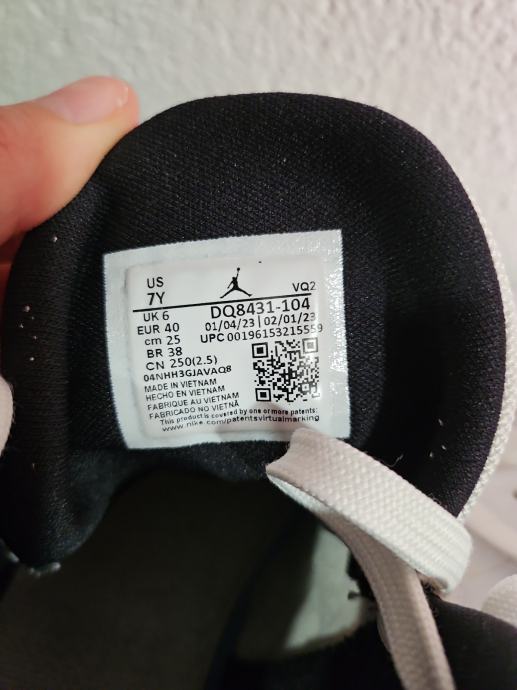 US
7Y
VQ2
UK 6
DQ8431-104
EUR 40
01/04/23 | 02/01/23
cm 25
UPC 00196153215559
BR 38
CN 250(2.5)
04NHH3GJAVAQ8
MADE IN VIETNAM
HECHO EN VIETNAM
FABRIQUE AU VIETNAM
FABRICADO NO VIETNÃ
This product is covered by one or more patents:
www.nike.com/patentsvirtualmarking